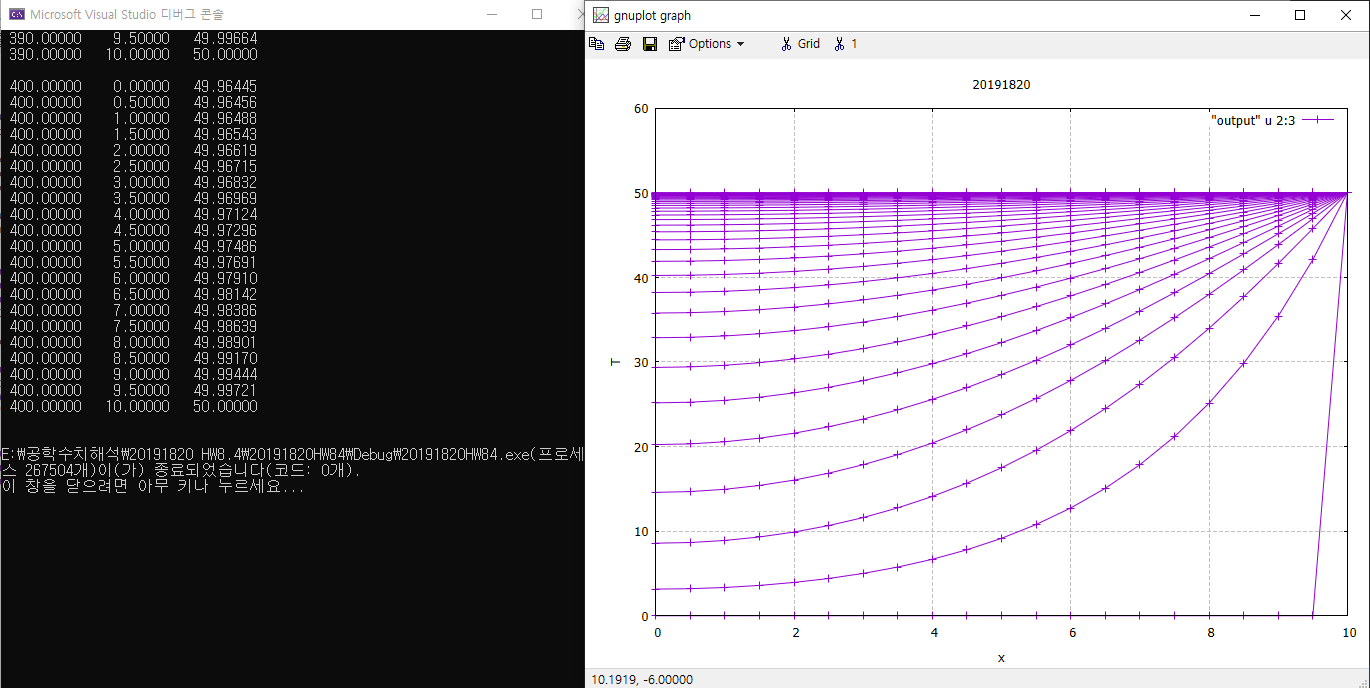 Microsoft Visual Studio 디버그 콘솔
390.00000 9.50000 49.99664
390.00000 10.00000 50.00000
400.00000 0.00000 49.96445
400.00000 0.50000 49.96456
400.00000 1.00000 49.96488
400.00000 1.50000 49.96543
400.00000 2.00000 49.96619
400.00000 2.50000 49.96715
400.00000 3.00000 49.96832
400.00000 3.50000 49.96969
400.00000 4.00000 49.97124
400.00000 4.50000 49.97296
400.00000 5.00000 49.97486
400.00000 5.50000 49.97691
400.00000 6.00000 49.97910
400.00000 6.50000 49.98142
400.00000 7.00000 49.98386
400.00000 7.50000 49.98639
400.00000 8.00000 49.98901
400.00000 8.50000 49.99170
400.00000 9.00000 49.99444
400.00000 9.50000 49.99721
400.00000 10.00000 50.00000
E:₩공학수치해석₩20191820 HW8.4₩20191820HW84₩Debug₩20191820HW84.exe(프로세
스 267504개)이(가) 종료되었습니다(코드: 0개).
이 창을 닫으려면 아무 키나 누르세요...
gnuplot graph
Options Grid 1
20191820
"output" u 2:3
60
50
40
30
20
10
0
T
0 2 4 6 8 10
x
10.1919, -6.00000